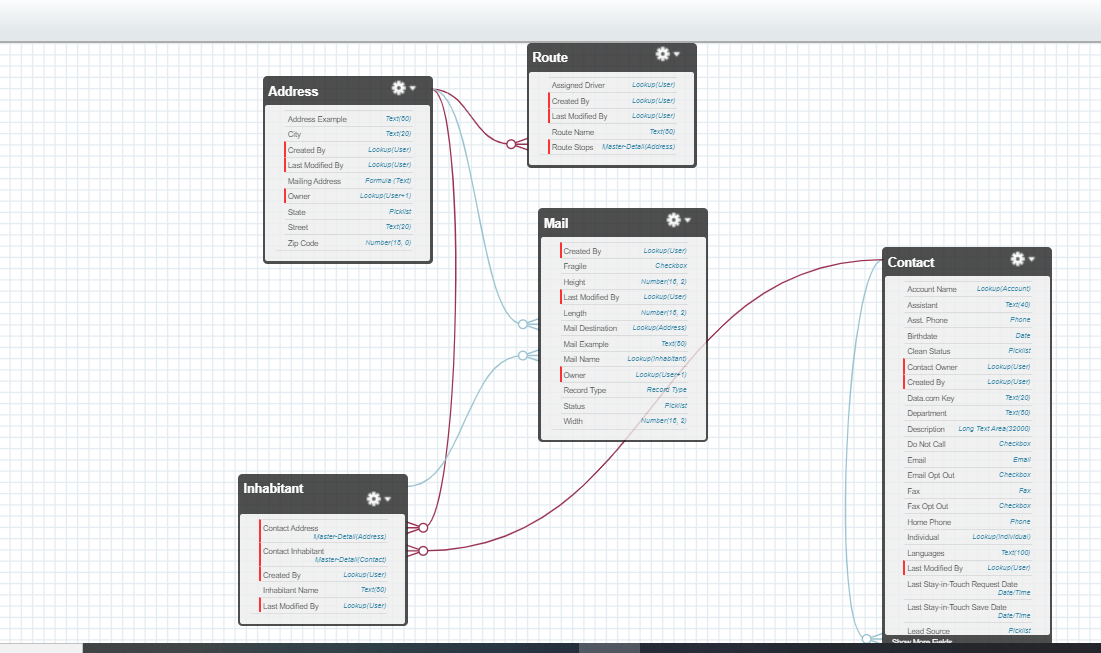 Route
Assigned Driver Lookup(User)
Created By Lookup(User)
Last Modified By Lookup(User)
Route Name Text(80)
Route Stops Master-Detail(Address)
Address
Address Example Text(80)
City Text(20)
Created By Lookup(User)
Last Modified By Lookup(User)
Mailing Address Formula (Text)
Owner Lookup(User+1)
State Picklist
Street Text(20)
Zip Code Number(18, 0)
Mail
Created By Lookup(User)
Fragile Checkbox
Height Number(16, 2)
Last Modified By Lookup(User)
Length Number(16, 2)
Mail Destination Lookup(Address)
Mail Example Text(80)
Mail Name Lookup(Inhabitant)
Owner Lookup(User+1)
Record Type Record Type
Status Picklist
Width Number(16, 2)
Contact
Account Name Lookup(Account)
Assistant Text(40)
Asst. Phone Phone
Birthdate Date
Clean Status Picklist
Contact Owner Lookup(User)
Created By Lookup(User)
Data.com Key Text(20)
Department Text(80)
Description Long Text Area(32000)
Do Not Call Checkbox
Email Email
Email Opt Out Checkbox
Fax Fax
Fax Opt Out Checkbox
Home Phone Phone
Individual Lookup(Individual)
Languages Text(100)
Last Modified By Lookup(User)
Last Stay-in-Touch Request Date
Date/Time
Last Stay-in-Touch Save Date
Date/Time
Lead Source Picklist
Show More Fields
Inhabitant
Contact Address
Master-Detail(Address)
Contact Inhabitant
Master-Detail(Contact)
Created By Lookup(User)
Inhabitant Name Text(80)
Last Modified By Lookup(User)